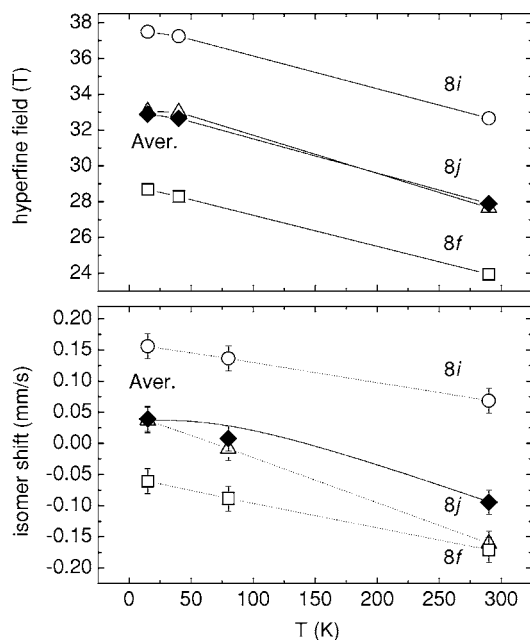 hyperfine field (T)
38
36
34
32
30
28
26
24
8i
Aver.
8j
8f
isomer shift (mm/s)
0.20
0.15
0.10
0.05
0.00
-0.05
-0.10
-0.15
-0.20
8i
Aver.
8j
8f
0 50 100 150 200 250 300
T (K)